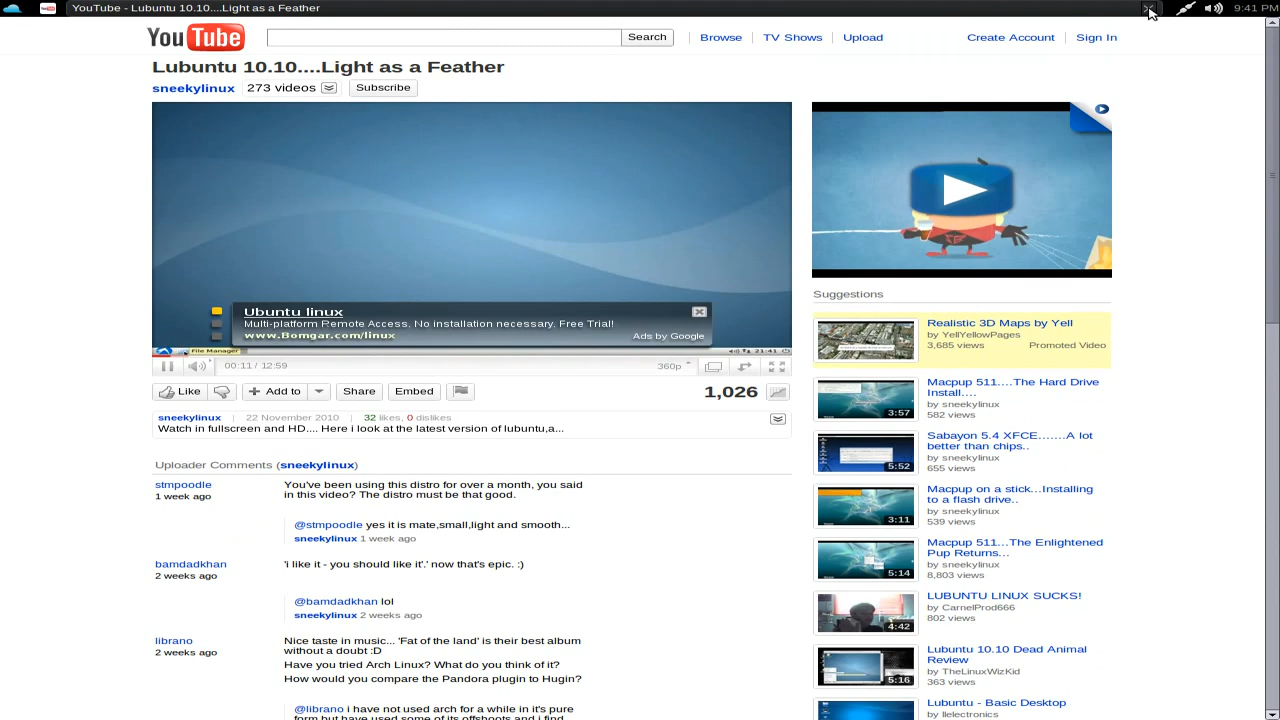 YouTube - Lubuntu 10.10....Light as a Feather
9:41 PM
YouTube
Search
Browse
TV Shows
Upload
Create Account
Sign In
Lubuntu 10.10....Light as a Feather
sneekylinux
273 videos
Subscribe
Ubuntu linux
Multi-platform Remote Access. No installation necessary. Free Trial!
www.Bomgar.com/linux
Ads by Google
File Manager
21:41
00:11 / 12:59
360p
Like
Add to
Share
Embed
1,026
sneekylinux
22 November 2010
32 likes, 0 dislikes
Watch in fullscreen and HD.... Here i look at the latest version of lubuntu,a...
Uploader Comments (sneekylinux)
stmpoodle
1 week ago
You've been using this distro for over a month, you said
in this video? The distro must be that good.
@stmpoodle yes it is mate,small,light and smooth...
sneekylinux 1 week ago
bamdadkhan
2 weeks ago
'i like it - you should like it'.' now that's epic. :)
@bamdadkhan lol
sneekylinux 2 weeks ago
librano
2 weeks ago
Nice taste in music... 'Fat of the land' is their best album
without a doubt :D
Have you tried Arch Linux? What do you think of it?
How would you compare the Pandora plugin to Hugin?
@librano i have not used arch for a while in it's pure
form but have used some of its offshoots and i find
Suggestions
Realistic 3D Maps by Yell
by YellYellowPages
3,685 views
Promoted Video
3:57
Macpup 511....The Hard Drive
Install....
by sneekylinux
582 views
5:52
Sabayon 5.4 XFCE.......A lot
better than chips..
by sneekylinux
655 views
3:11
Macpup on a stick...Installing
to a flash drive..
by sneekylinux
539 views
5:14
Macpup 511...The Enlightened
Pup Returns...
by sneekylinux
8,803 views
4:42
LUBUNTU LINUX SUCKS!
by CarnelProd666
802 views
5:16
Lubuntu 10.10 Dead Animal
Review
by TheLinuxWizKid
363 views
Lubuntu - Basic Desktop
by llelectronics